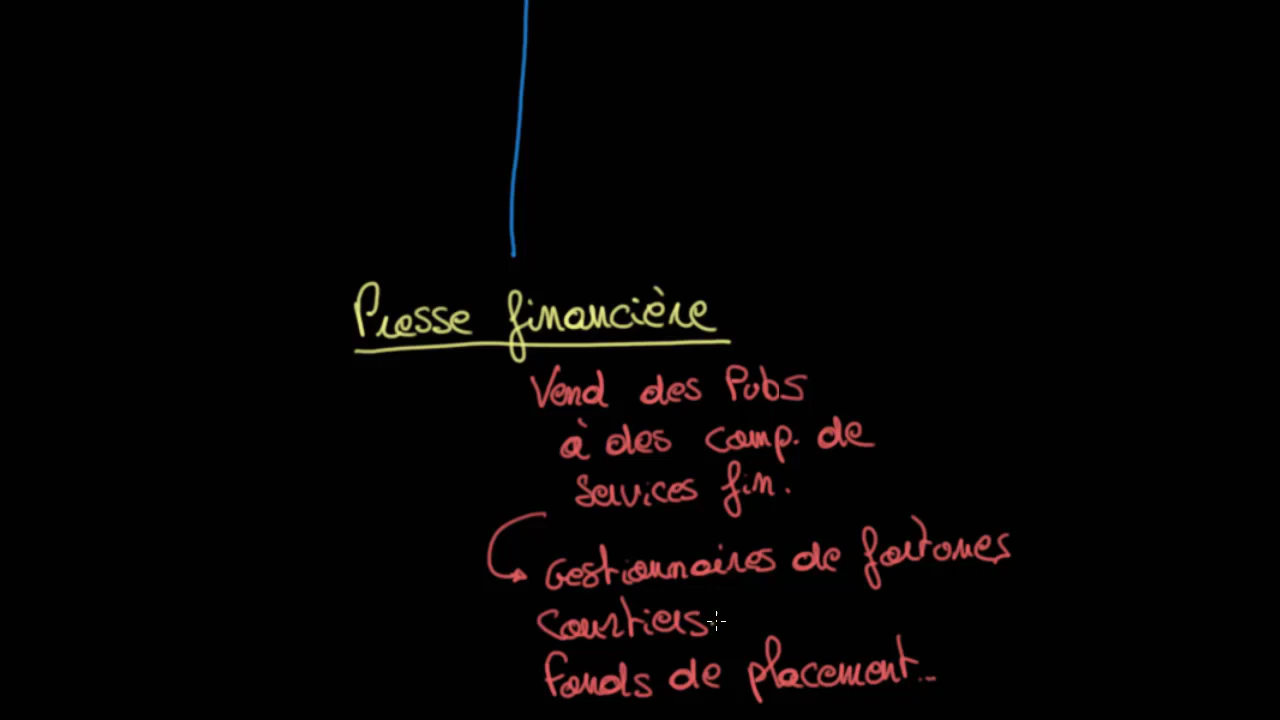 Presse financière
Vend des Pubs
à des comp. de
Services fin.
Gestionnaires de fortunes
Courtiers
Fonds de placement..